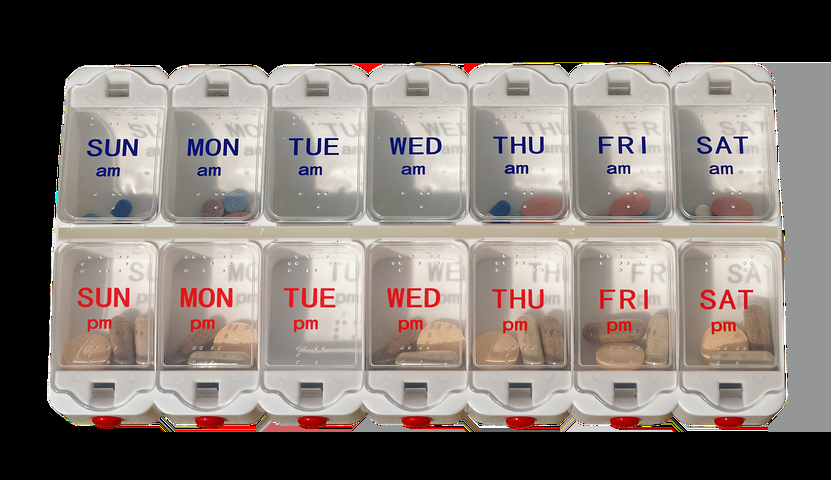 SUN MON TUE WED THU FRI SAT
am am am am am am am
SUN MON TUE WED THU FRI SAT
pm pm pm pm pm pm pm